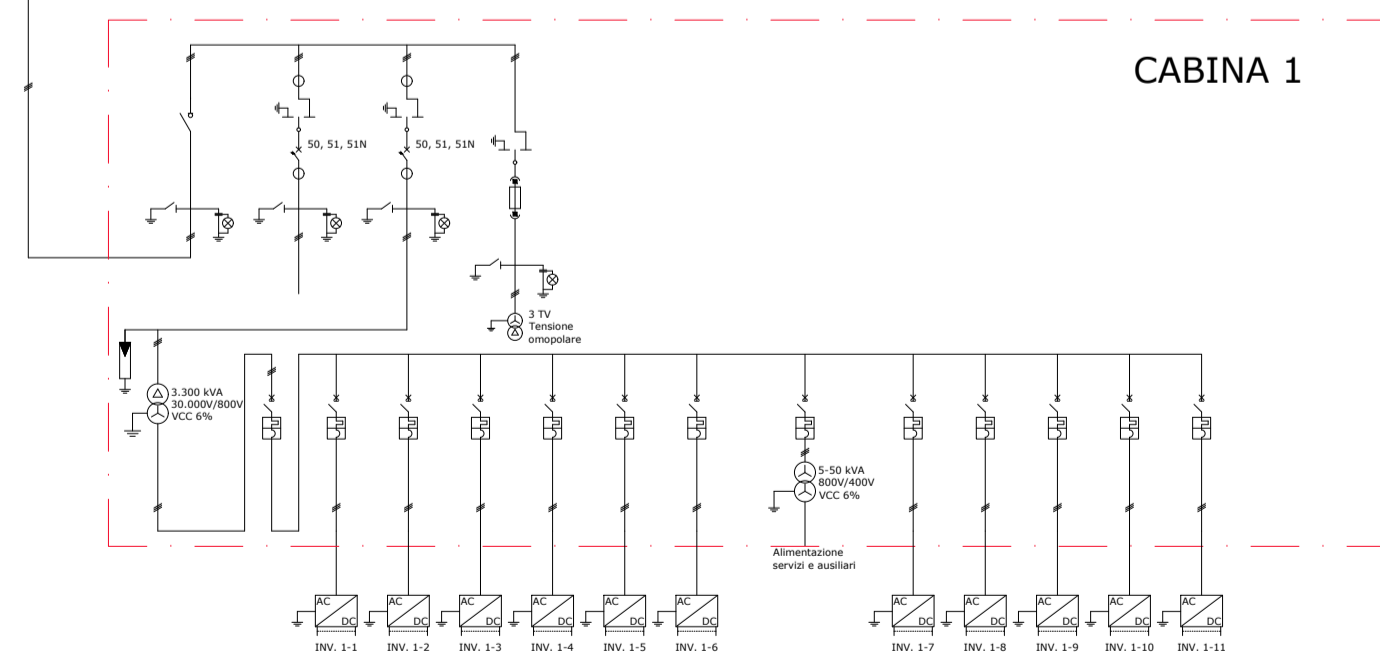 CABINA 1
50, 51, 51N
50, 51, 51N
3 TV
Tensione
omopolare
3.300 kVA
30.000V/800V
VCC 6%
5-50 kVA
800V/400V
VCC 6%
Alimentazione
servizi e ausiliari
AC
DC
AC
DC
AC
DC
AC
DC
AC
DC
AC
DC
AC
DC
AC
DC
AC
DC
AC
DC
AC
DC
INV. 1-1
INV. 1-2
INV. 1-3
INV. 1-4
INV. 1-5
INV. 1-6
INV. 1-7
INV. 1-8
INV. 1-9
INV. 1-10
INV. 1-11